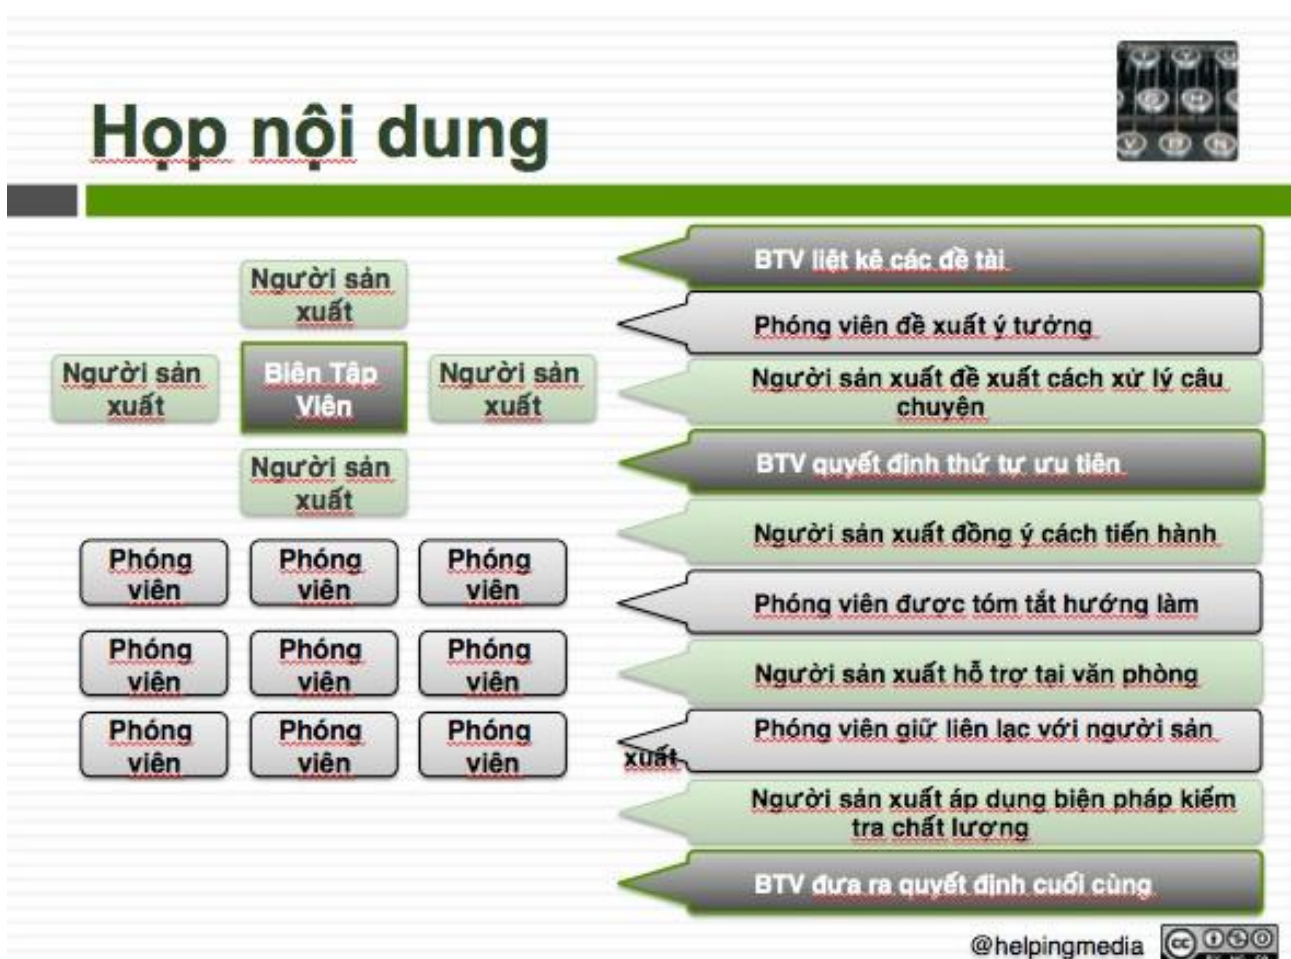 Họp nội dung
Người sản
xuất
Người sản
xuất
Biên Tập
Viên
Người sản
xuất
Người sản
xuất
Phóng
viên
Phóng
viên
Phóng
viên
Phóng
viên
Phóng
viên
Phóng
viên
Phóng
viên
Phóng
viên
Phóng
viên
BTV liệt kê các đề tài
Phóng viên đề xuất ý tưởng
Người sản xuất đề xuất cách xử lý câu
chuyện
BTV quyết định thứ tự ưu tiên
Người sản xuất đồng ý cách tiến hành
Phóng viên được tóm tắt hướng làm
Người sản xuất hỗ trợ tại văn phòng
Phóng viên giữ liên lạc với người sản
xuất
Người sản xuất áp dụng biện pháp kiểm
tra chất lượng
BTV đưa ra quyết định cuối cùng
@helpingmedia
cc